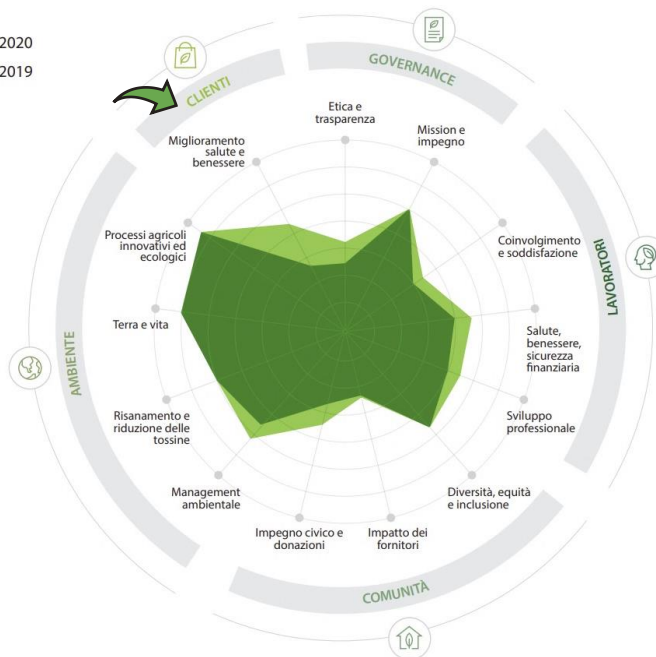 2020
2019
CLIENTI
GOVERNANCE
LAVORATORI
COMUNITÀ
AMBIENTE
Etica e
trasparenza
Mission e
impegno
Coinvolgimento
e soddisfazione
Salute,
benessere,
sicurezza
finanziaria
Sviluppo
professionale
Diversità, equità
e inclusione
Impatto dei
fornitori
Impegno civico e
donazioni
Management
ambientale
Risanamento e
riduzione delle
tossine
Terra e vita
Processi agricoli
innovativi ed
ecologici
Miglioramento
salute e
benessere